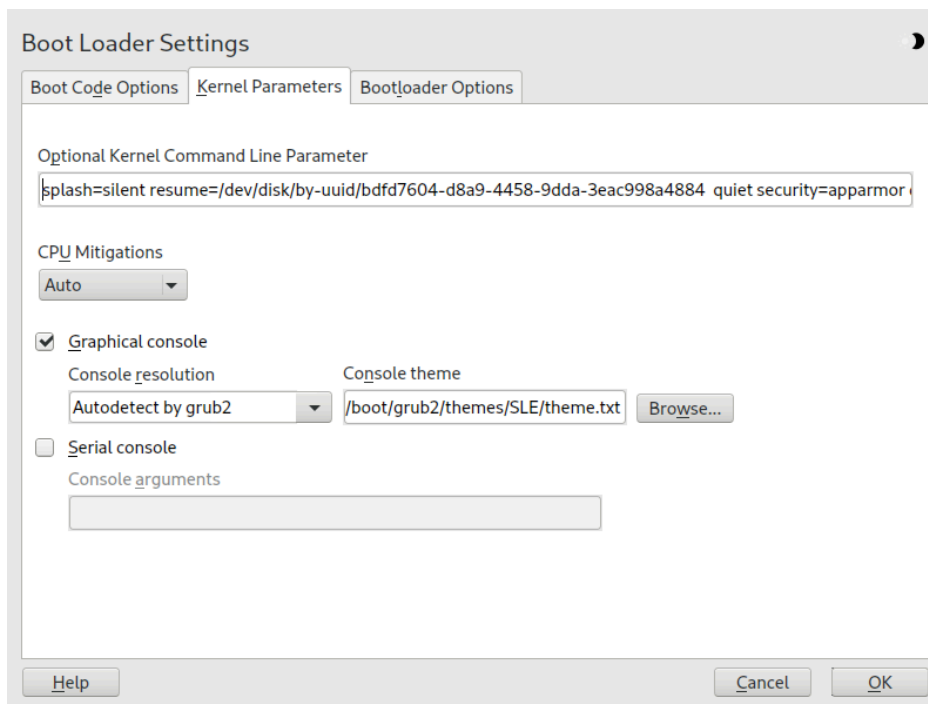 Boot Loader Settings
Boot Code Options Kernel Parameters Bootloader Options
Optional Kernel Command Line Parameter
splash=silent resume=/dev/disk/by-uuid/bdfd7604-d8a9-4458-9dda-3eac998a4884 quiet security=apparmor
CPU Mitigations
Auto
Graphical console
Console resolution Console theme
Autodetect by grub2 /boot/grub2/themes/SLE/theme.txt Browse...
Serial console
Console arguments
Help Cancel OK